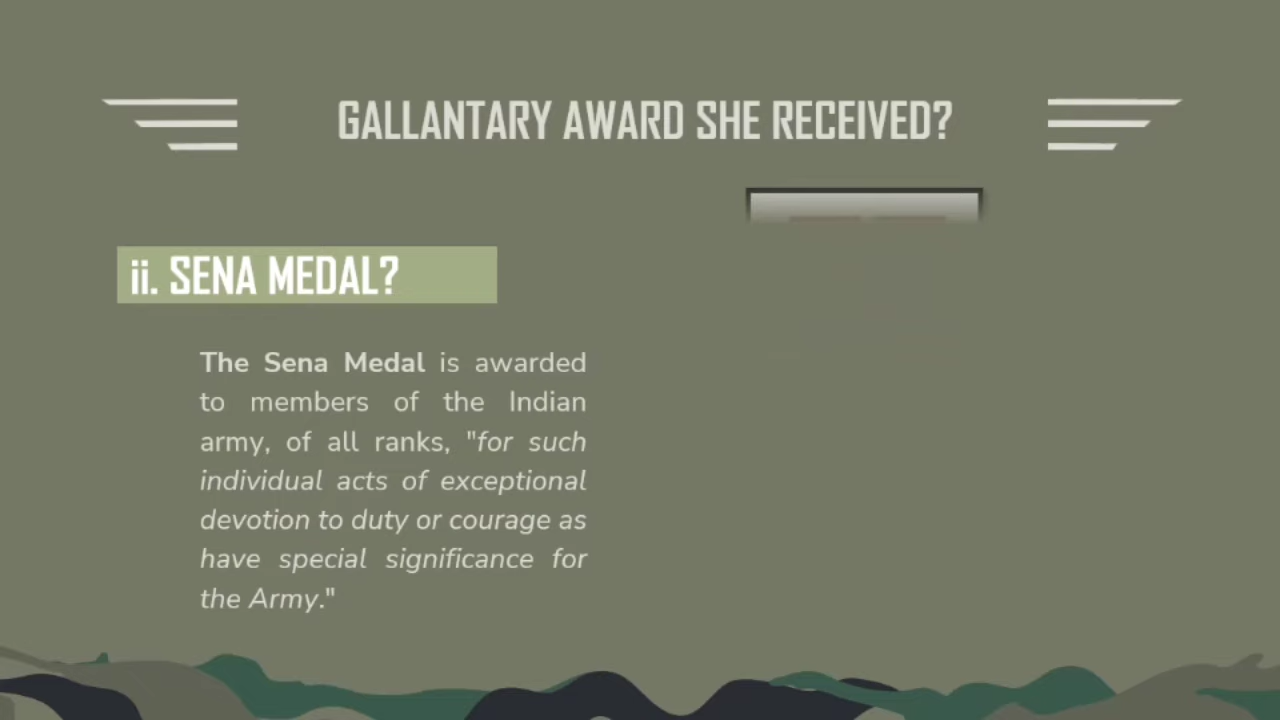 GALLANTARY AWARD SHE RECEIVED?
ii. SENA MEDAL?
The Sena Medal is awarded
to members of the Indian
army, of all ranks, "for such
individual acts of exceptional
devotion to duty or courage as
have special significance for
the Army."